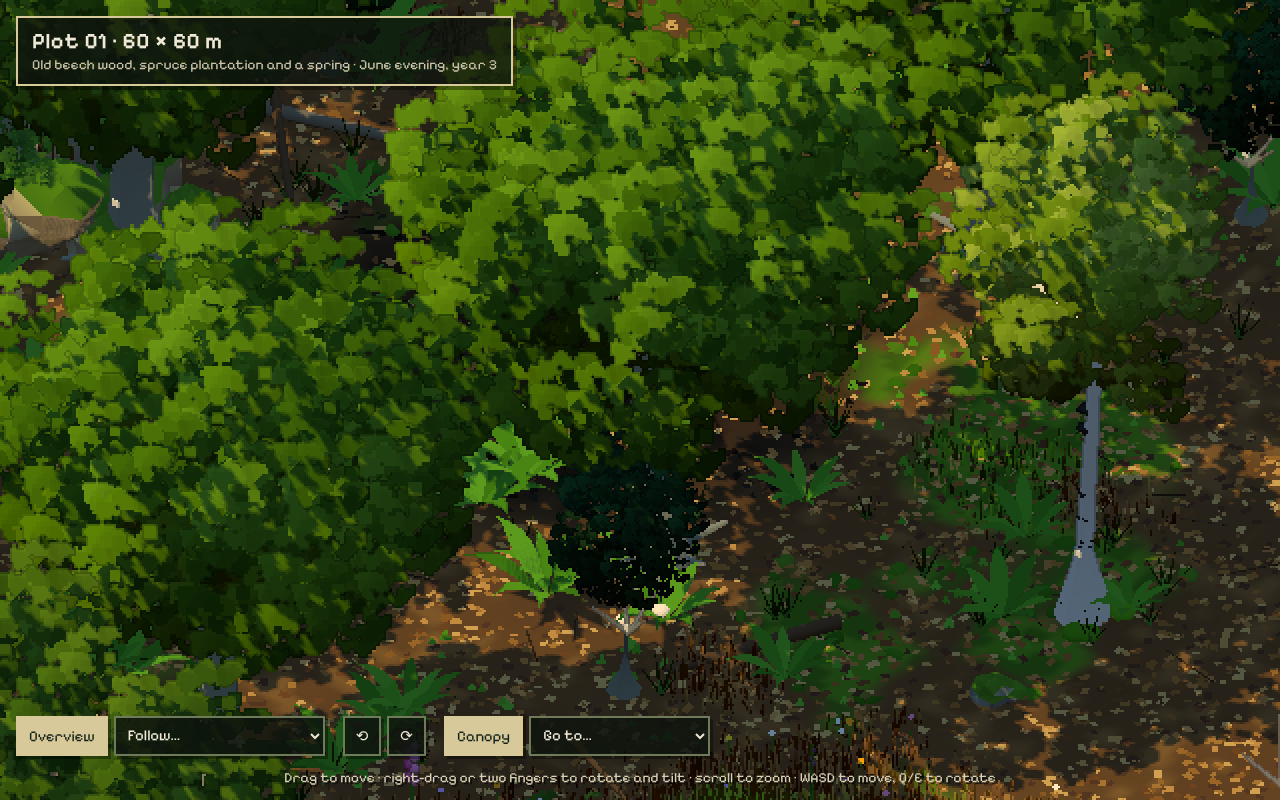 Plot 01 · 60 × 60 m
Old beech wood, spruce plantation and a spring · June evening, year 3
Overview
Follow...
⟲
⟳
Canopy
Go to...
Drag to move · right-drag or two fingers to rotate and tilt · scroll to zoom · WASD to move, Q/E to rotate